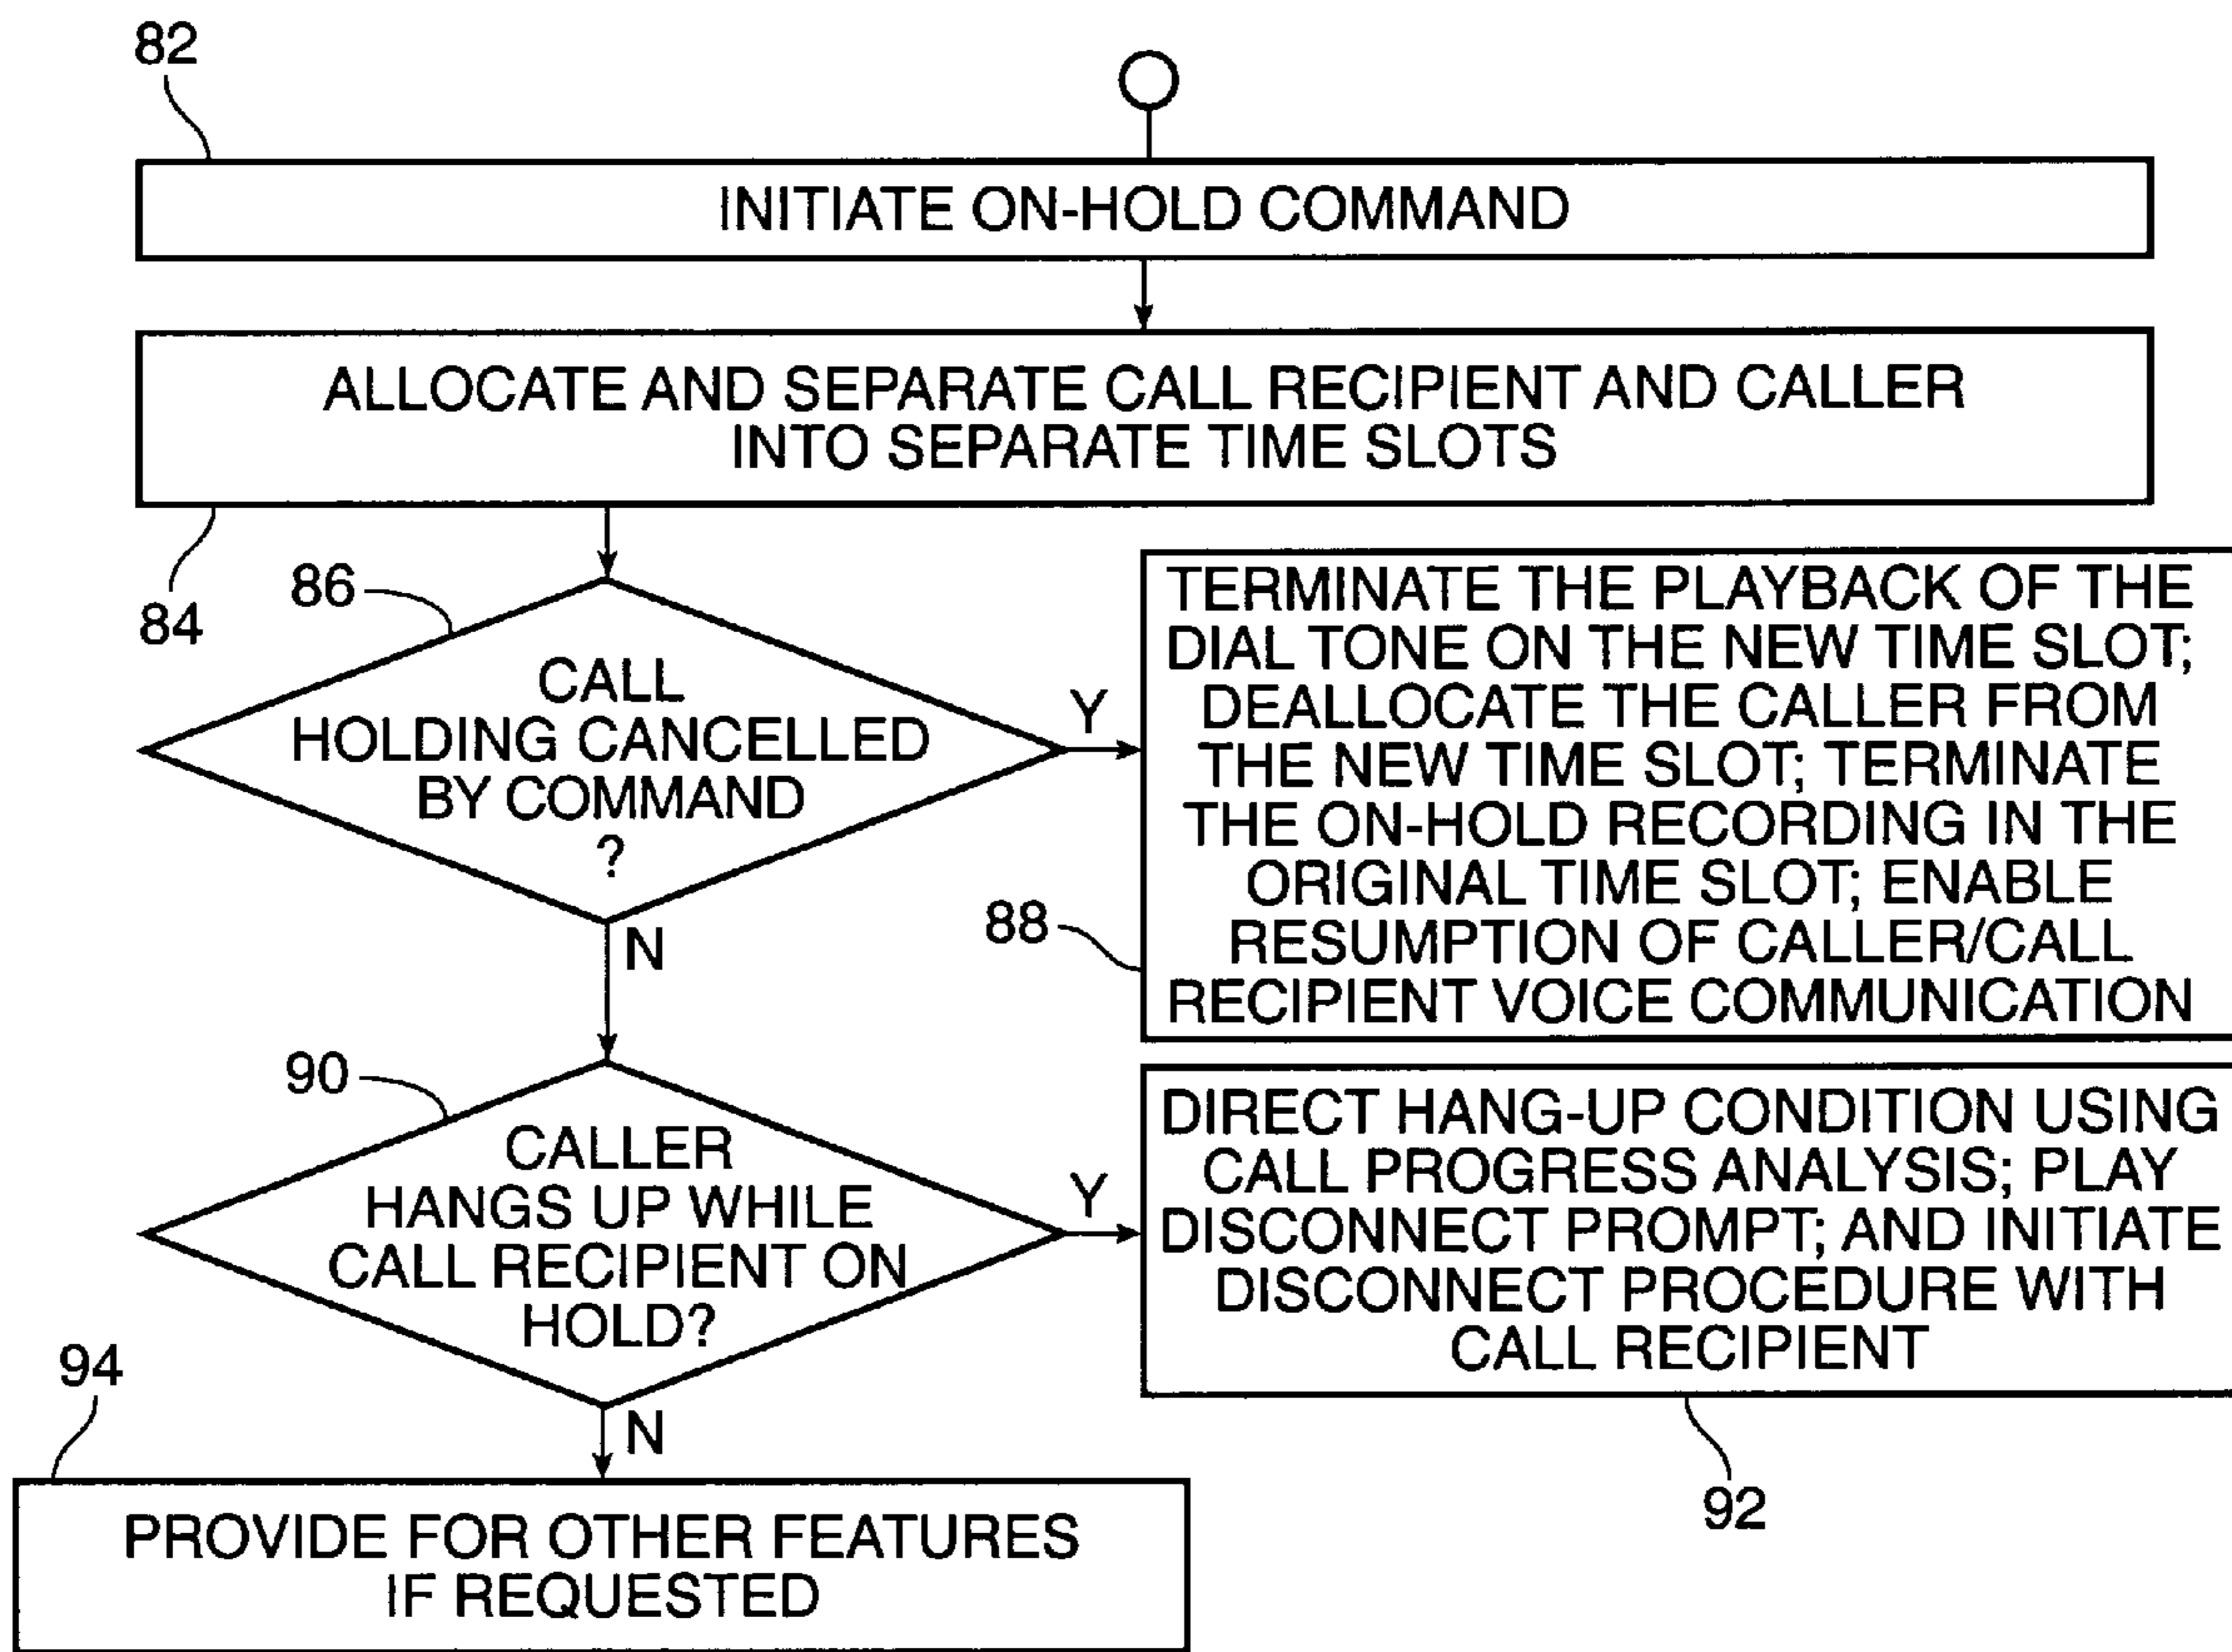 82
INITIATE ON-HOLD COMMAND
ALLOCATE AND SEPARATE CALL RECIPIENT AND CALLER
INTO SEPARATE TIME SLOTS
84
86
CALL
HOLDING CANCELLED
BY COMMAND
?
Y
N
TERMINATE THE PLAYBACK OF THE
DIAL TONE ON THE NEW TIME SLOT;
DEALLOCATE THE CALLER FROM
THE NEW TIME SLOT; TERMINATE
THE ON-HOLD RECORDING IN THE
ORIGINAL TIME SLOT; ENABLE
RESUMPTION OF CALLER/CALL
RECIPIENT VOICE COMMUNICATION
88
90
CALLER
HANGS UP WHILE
CALL RECIPIENT ON
HOLD?
Y
N
DIRECT HANG-UP CONDITION USING
CALL PROGRESS ANALYSIS; PLAY
DISCONNECT PROMPT; AND INITIATE
DISCONNECT PROCEDURE WITH
CALL RECIPIENT
92
94
PROVIDE FOR OTHER FEATURES
IF REQUESTED